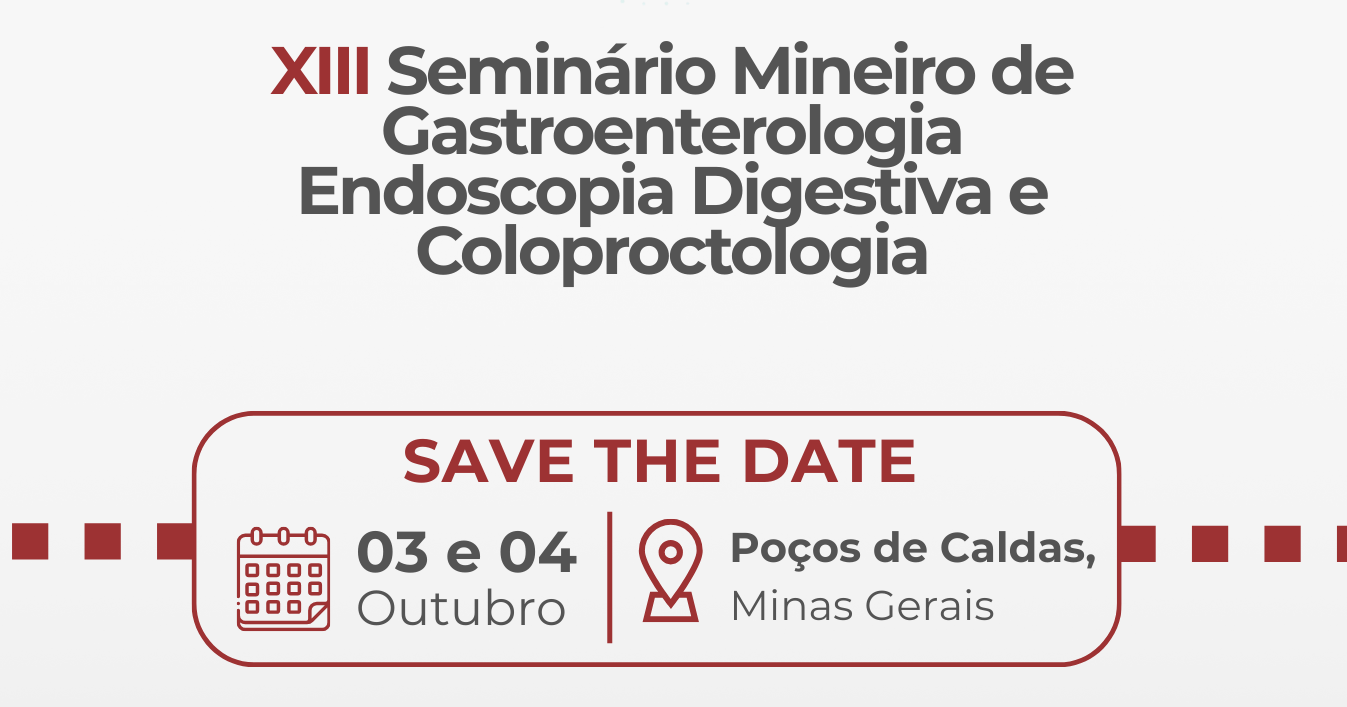 XIII Seminário Mineiro de
Gastroenterologia
Endoscopia Digestiva e
Coloproctologia
SAVE THE DATE
03 e 04
Outubro
Poços de Caldas,
Minas Gerais